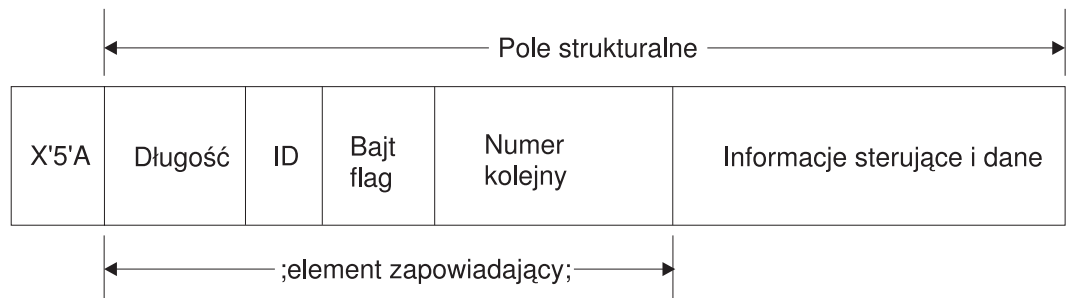 Pole strukturalne
X'5'A
Długość
ID
Bajt
flag
Numer
kolejny
Informacje sterujące i dane
;element zapowiadający;